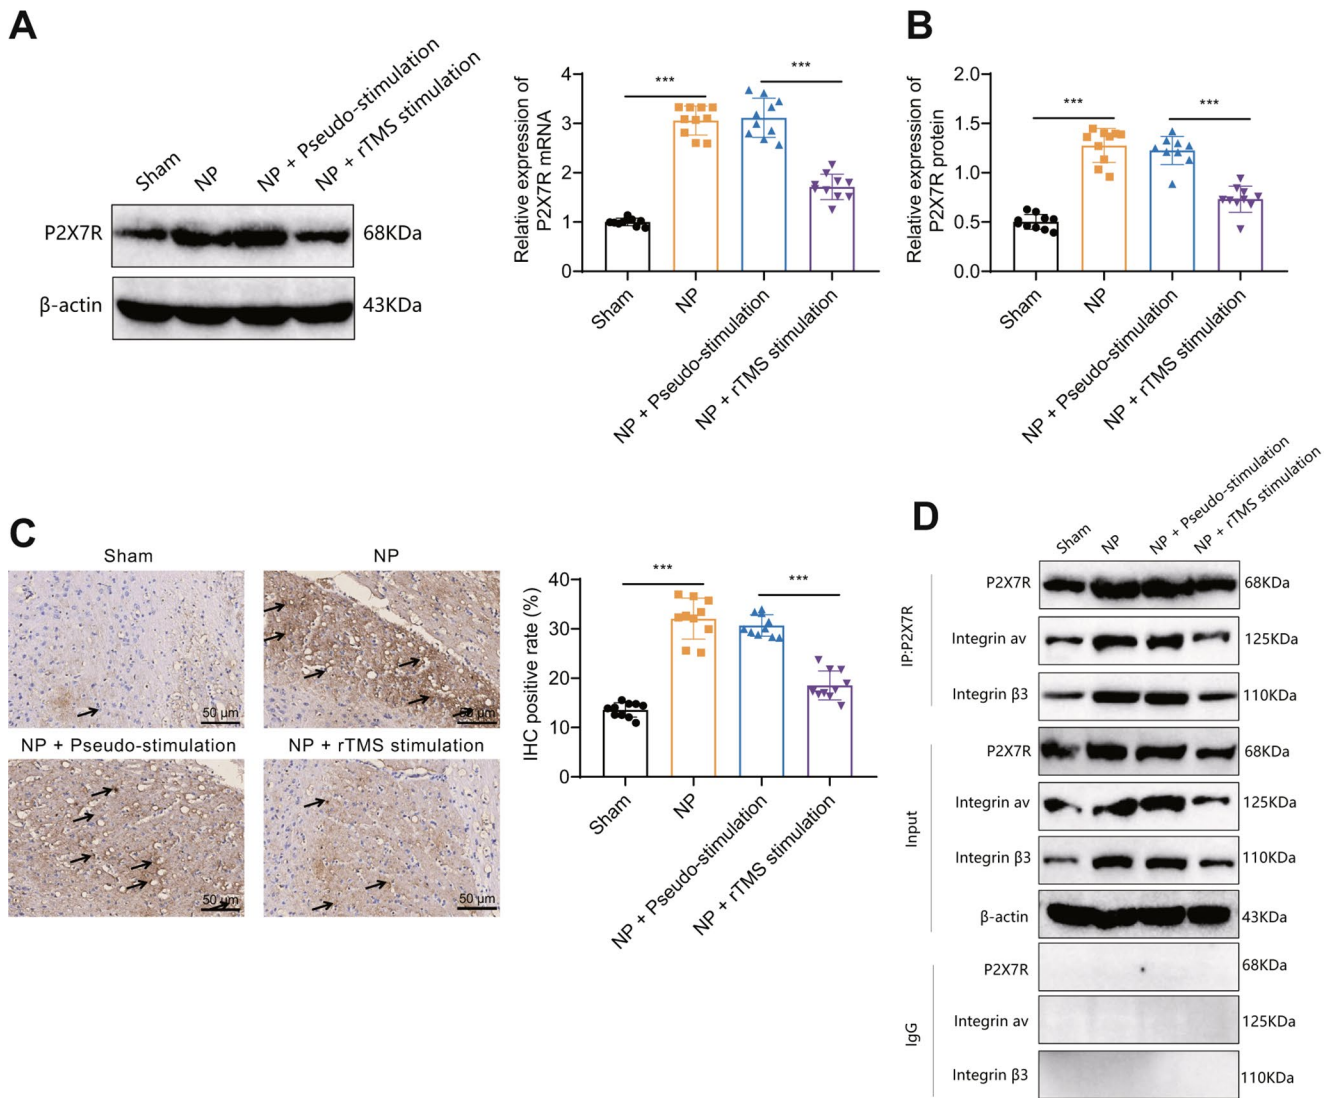 A
Sham
NP
NP + Pseudo-stimulation
NP + rTMS stimulation
P2X7R
68KDa
β-actin
43KDa
Relative expression of
P2X7R mRNA
4
3
2
1
0
***
***
Sham
NP
NP + Pseudo-stimulation
NP + rTMS stimulation
B
Relative expression of
P2X7R protein
2.0
1.5
1.0
0.5
0.0
***
***
Sham
NP
NP + Pseudo-stimulation
NP + rTMS stimulation
C
Sham
NP
50 μm
50 μm
NP + Pseudo-stimulation
NP + rTMS stimulation
50 μm
50 μm
IHC positive rate (%)
40
30
20
10
0
***
***
Sham
NP
NP + Pseudo-stimulation
NP + rTMS stimulation
D
Sham
NP
NP + Pseudo-stimulation
NP + rTMS stimulation
IP:P2X7R
P2X7R
68KDa
Integrin av
125KDa
Integrin β3
110KDa
Input
P2X7R
68KDa
Integrin av
125KDa
Integrin β3
110KDa
β-actin
43KDa
IgG
P2X7R
68KDa
Integrin av
125KDa
Integrin β3
110KDa